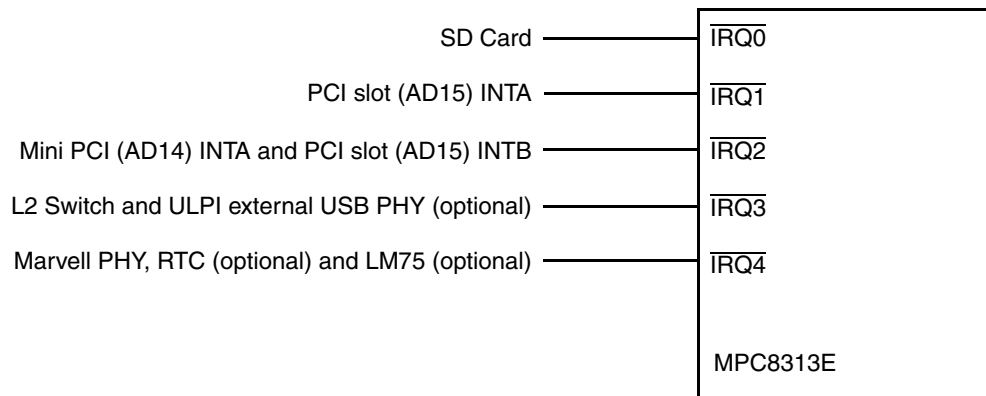 SD Card
IRQ0
PCI slot (AD15) INTA
IRQ1
Mini PCI (AD14) INTA and PCI slot (AD15) INTB
IRQ2
L2 Switch and ULPI external USB PHY (optional)
IRQ3
Marvell PHY, RTC (optional) and LM75 (optional)
IRQ4
MPC8313E